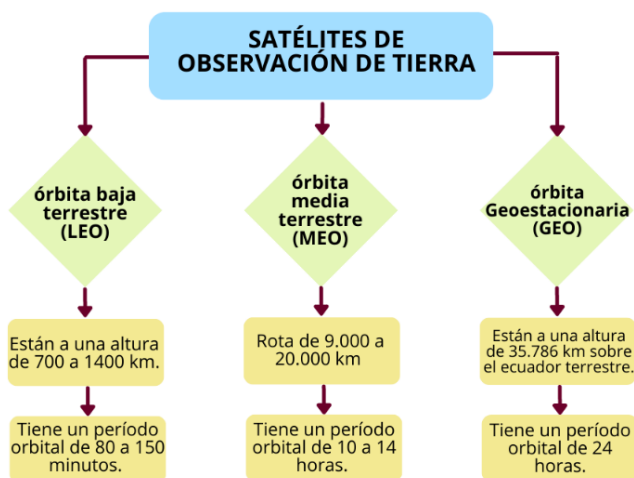 SATÉLITES DE
OBSERVACIÓN DE TIERRA
órbita baja
terrestre
(LEO)
órbita
media
terrestre
(MEO)
órbita
Geoestacionaria
(GEO)
Están a una altura
de 700 a 1400 km.
Rota de 9.000 a
20.000 km
Están a una altura
de 35.786 km sobre
el ecuador terrestre.
Tiene un período
orbital de 80 a 150
minutos.
Tiene un período
orbital de 10 a 14
horas.
Tiene un período
orbital de 24
horas.